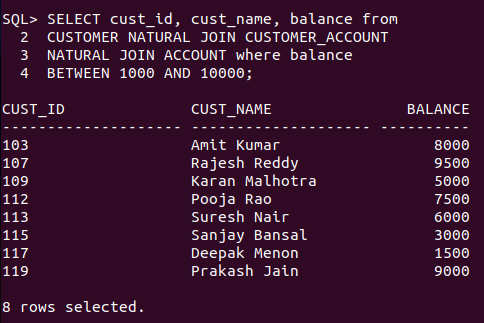 SQL> SELECT cust_id, cust_name, balance from
  2  CUSTOMER NATURAL JOIN CUSTOMER_ACCOUNT
  3  NATURAL JOIN ACCOUNT where balance
  4  BETWEEN 1000 AND 10000;

CUST_ID              CUST_NAME               BALANCE
-------------------- -------------------- ----------
103                  Amit Kumar                 8000
107                  Rajesh Reddy               9500
109                  Karan Malhotra             5000
112                  Pooja Rao                  7500
113                  Suresh Nair                6000
115                  Sanjay Bansal              3000
117                  Deepak Menon               1500
119                  Prakash Jain               9000

8 rows selected.